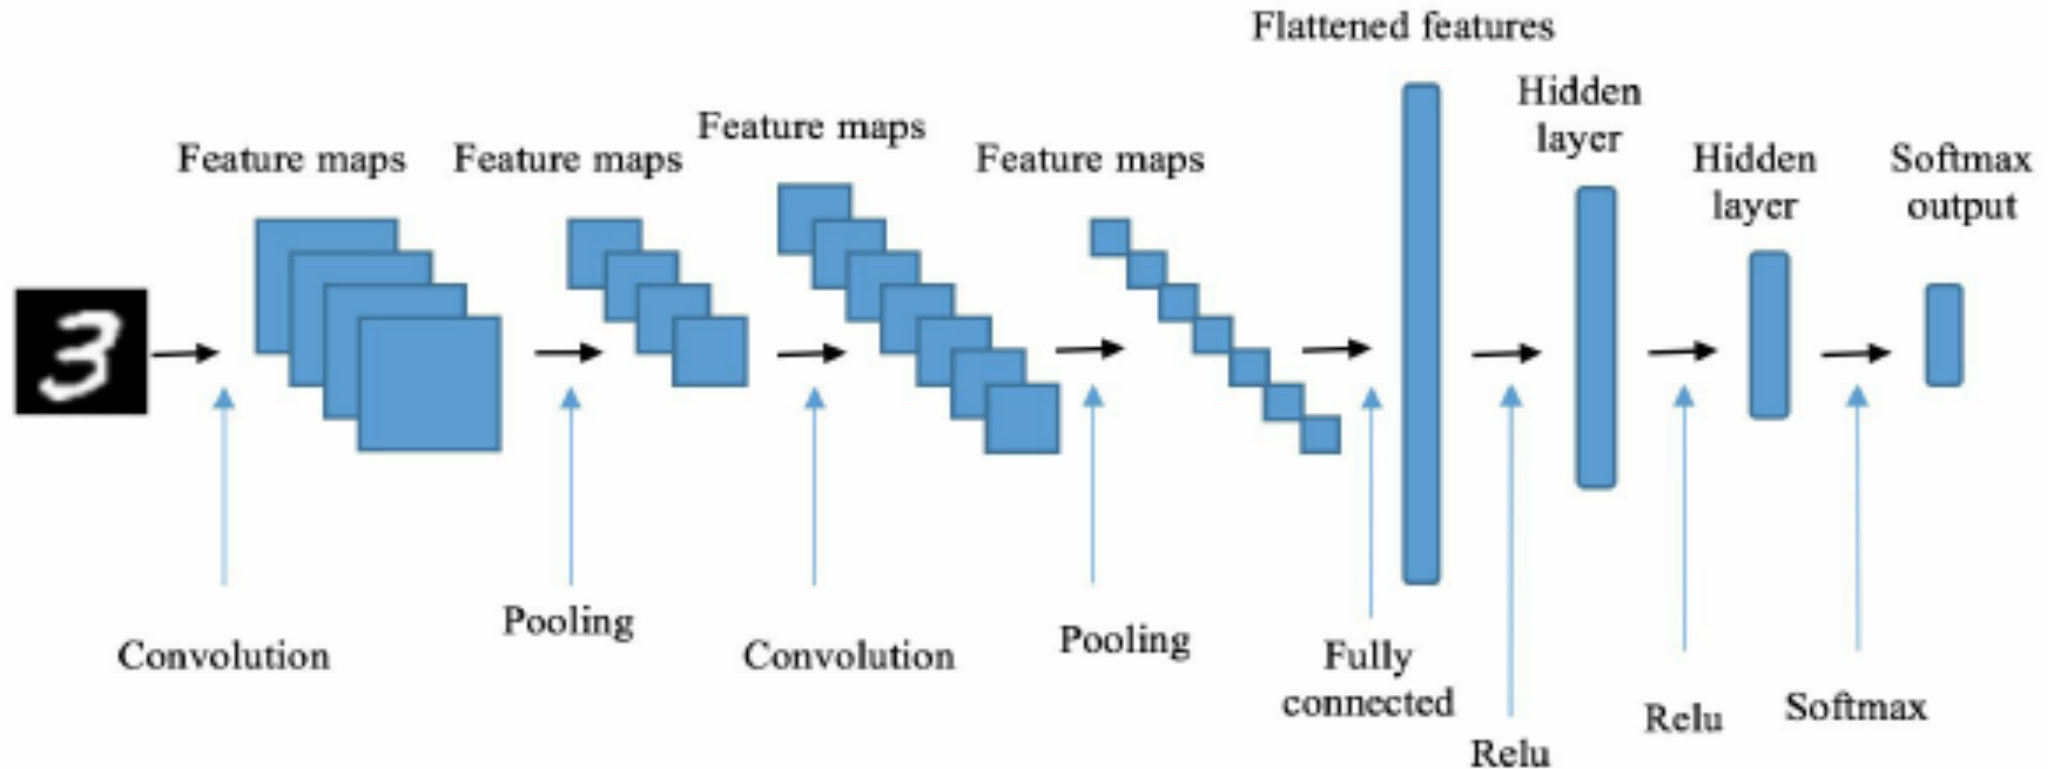 Flattened features
Hidden
layer
Feature maps
Feature maps
Feature maps
Feature maps
Hidden
layer
Softmax
output
3
Convolution
Pooling
Convolution
Pooling
Fully
connected
Relu
Relu
Softmax